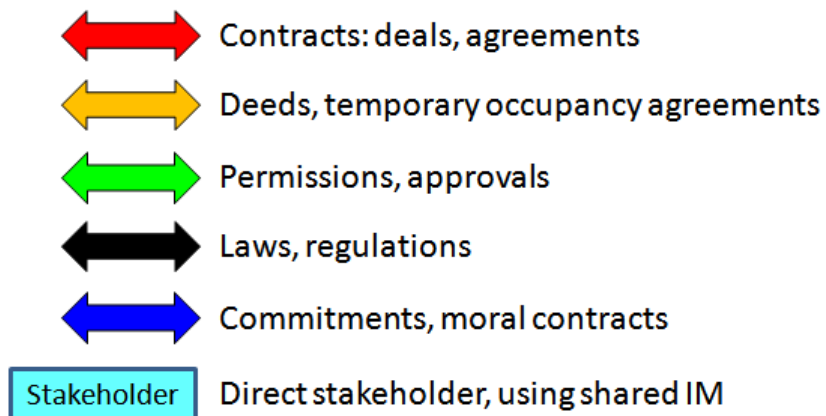 Contracts: deals, agreements
Deeds, temporary occupancy agreements
Permissions, approvals
Laws, regulations
Commitments, moral contracts
Stakeholder Direct stakeholder, using shared IM